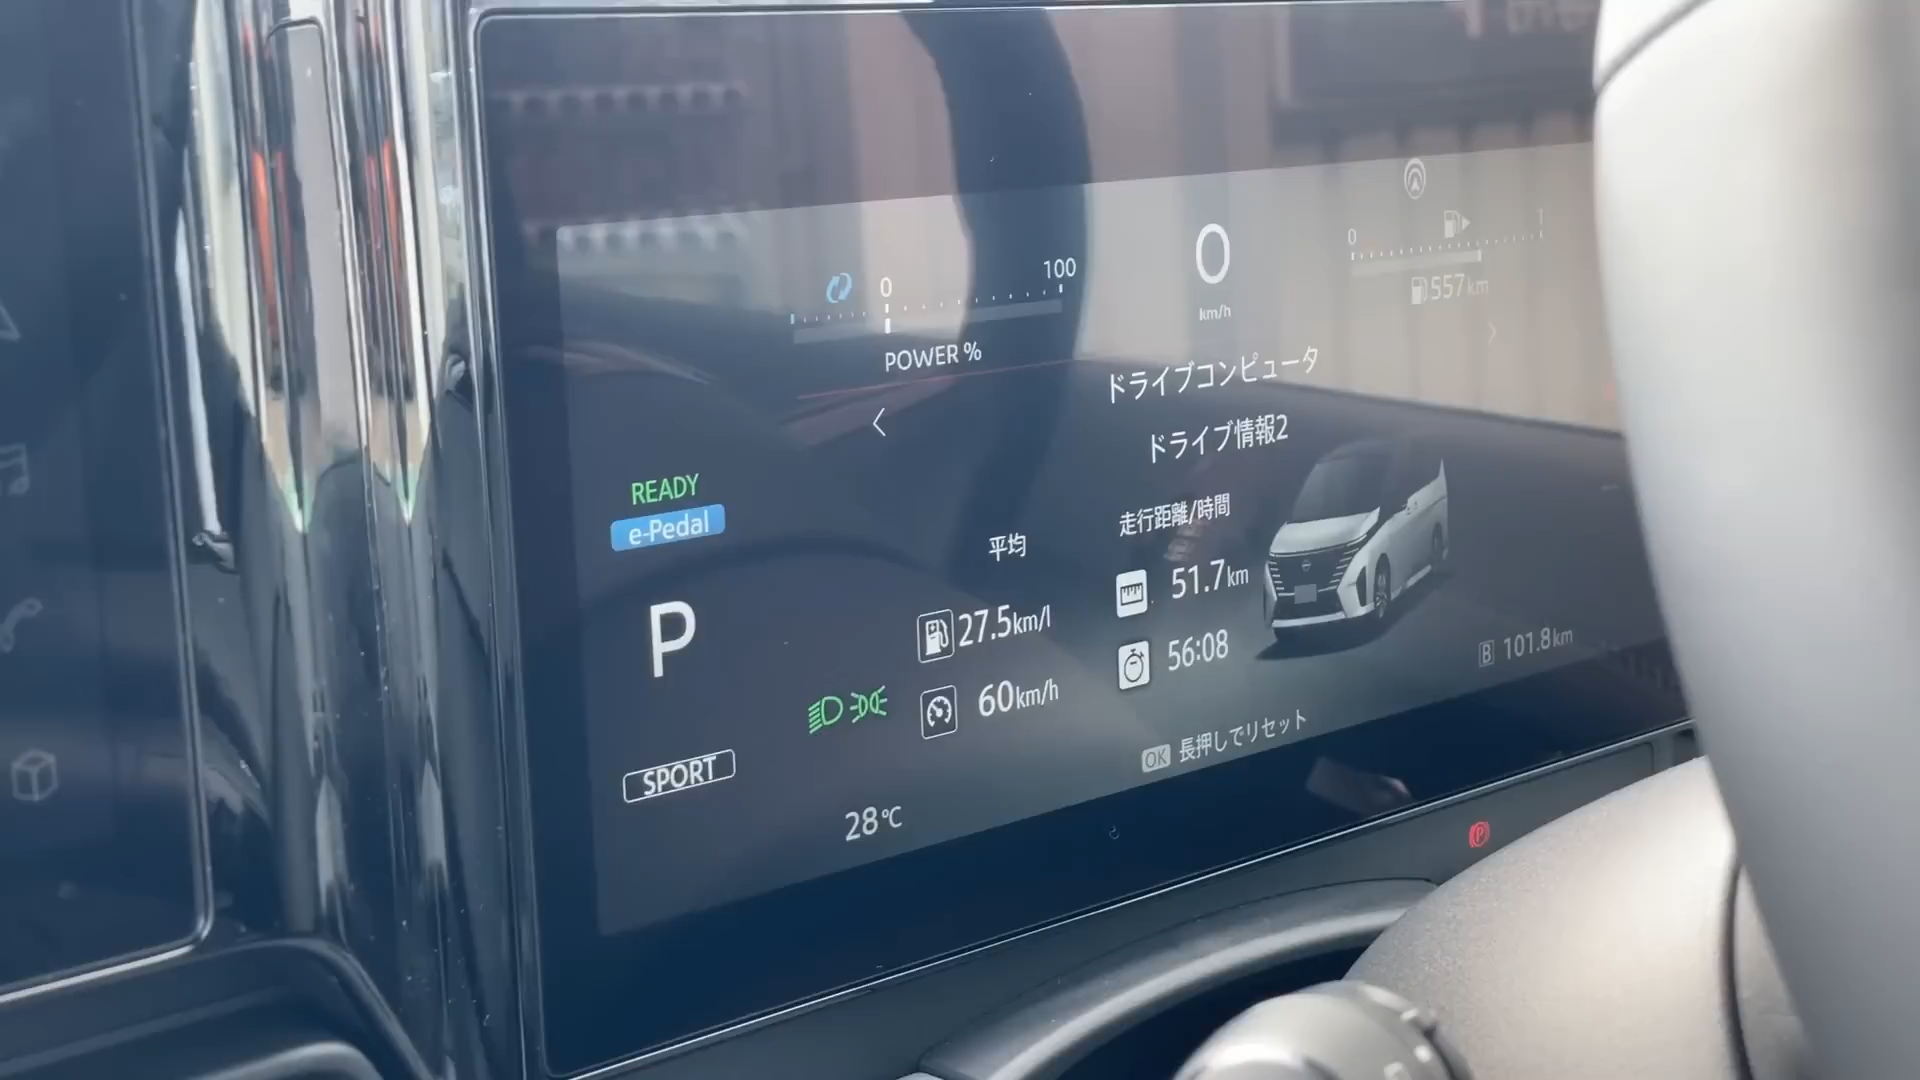 0
100
POWER %
0
km/h
0
1
557km
ドライブコンピュータ
ドライブ情報2
READY
e-Pedal
平均
走行距離/時間
P
27.5km/l
51.7km
60km/h
56:08
B 101.8km
SPORT
OK 長押しでリセット
28℃
P